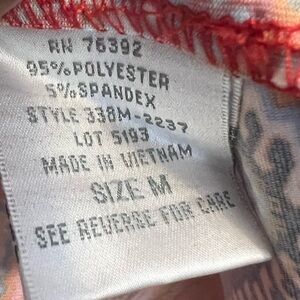 RN 76392
95%POLYESTER
5%SPANDEX
STYLE 338M-2237
LOT 5193
MADE IN VIETNAM
SIZE M
SEE REVERSE FOR CARE